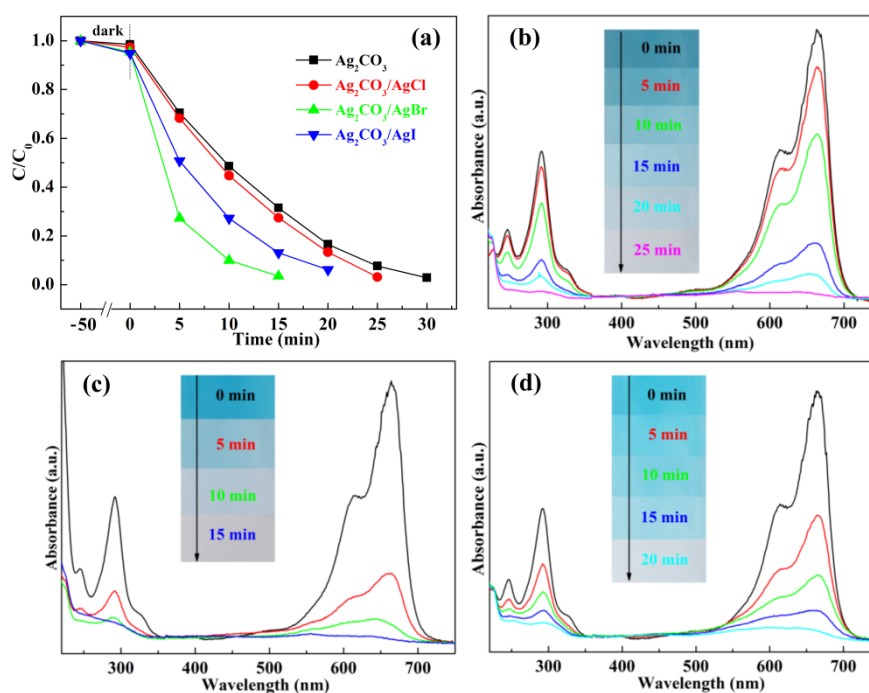 dark
(a)
Ag₂CO₃
Ag₂CO₃/AgCl
Ag₂CO₃/AgBr
Ag₂CO₃/AgI
C/C₀
1.0
0.8
0.6
0.4
0.2
0.0
-50 0 5 10 15 20 25 30
Time (min)
(b)
0 min
5 min
10 min
15 min
20 min
25 min
Absorbance (a.u.)
300 400 500 600 700
Wavelength (nm)
(c)
0 min
5 min
10 min
15 min
Absorbance (a.u.)
300 400 500 600 700
Wavelength (nm)
(d)
0 min
5 min
10 min
15 min
20 min
Absorbance (a.u.)
300 400 500 600 700
Wavelength (nm)